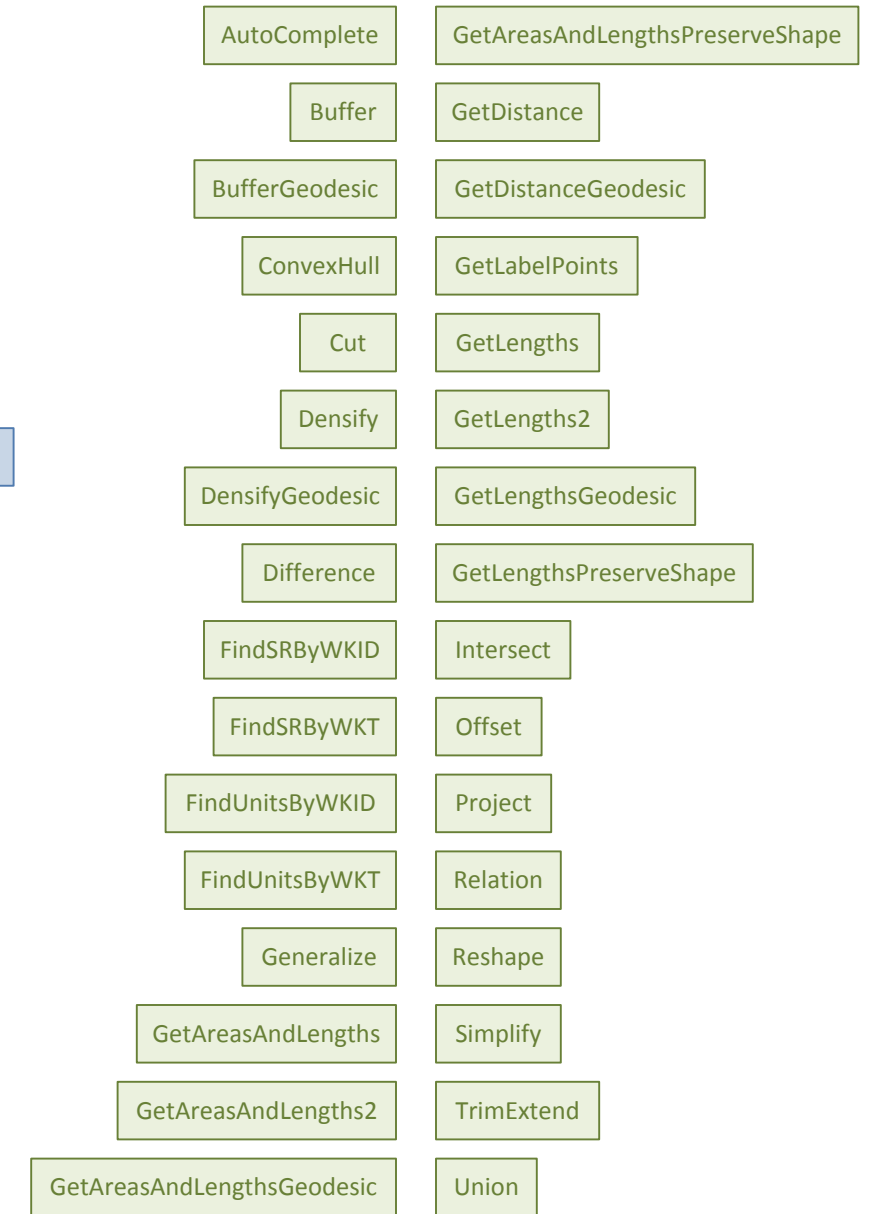 AutoComplete
Buffer
BufferGeodesic
ConvexHull
Cut
Densify
DensifyGeodesic
Difference
FindSRByWKID
FindSRByWKT
FindUnitsByWKID
FindUnitsByWKT
Generalize
GetAreasAndLengths
GetAreasAndLengths2
GetAreasAndLengthsGeodesic
GetAreasAndLengthsPreserveShape
GetDistance
GetDistanceGeodesic
GetLabelPoints
GetLengths
GetLengths2
GetLengthsGeodesic
GetLengthsPreserveShape
Intersect
Offset
Project
Relation
Reshape
Simplify
TrimExtend
Union